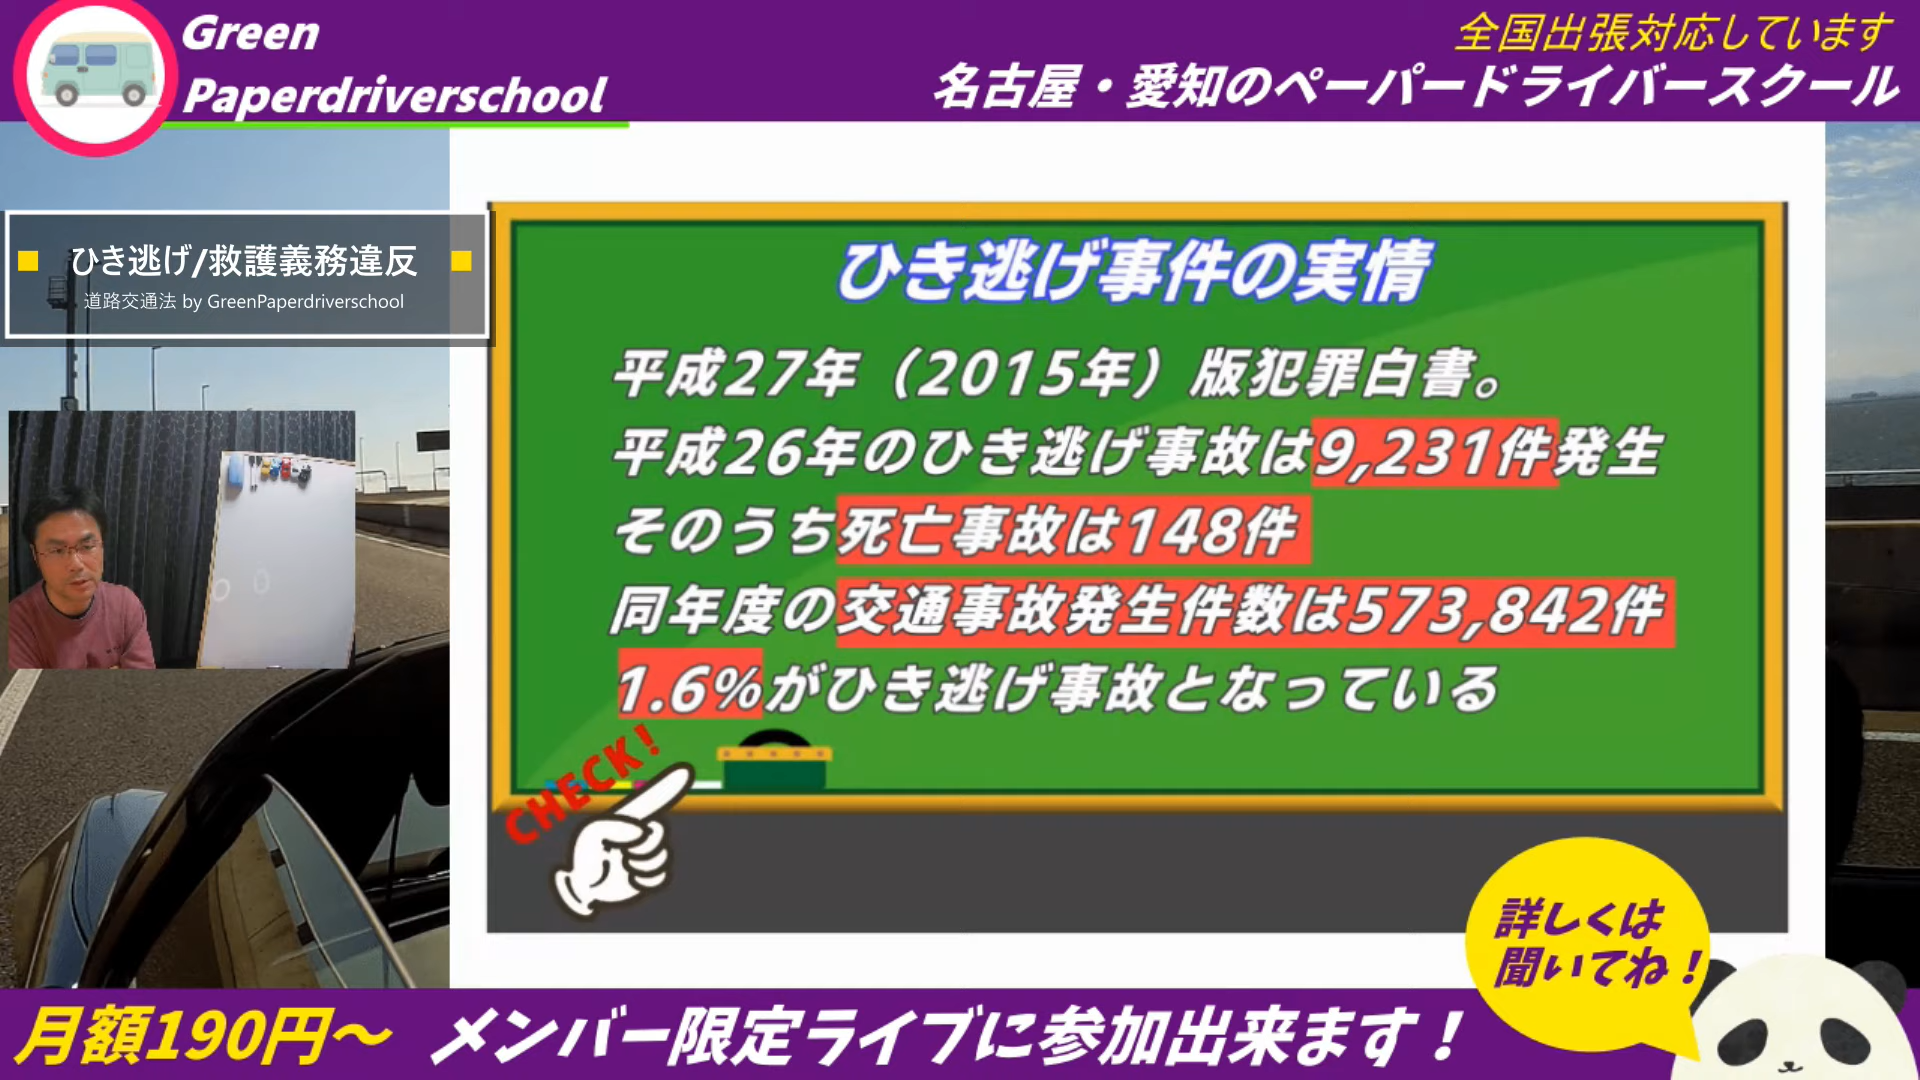 Green
Paperdriverschool
全国出張対応しています
名古屋・愛知のペーパードライバースクール
ひき逃げ/救護義務違反
道路交通法 by GreenPaperdriverschool
ひき逃げ事件の実情
平成27年（2015年）版犯罪白書。
平成26年のひき逃げ事故は9,231件発生
そのうち死亡事故は148件
同年度の交通事故発生件数は573,842件
1.6%がひき逃げ事故となっている
CHECK!
詳しくは
聞いてね！
月額190円～ メンバー限定ライブに参加出来ます！